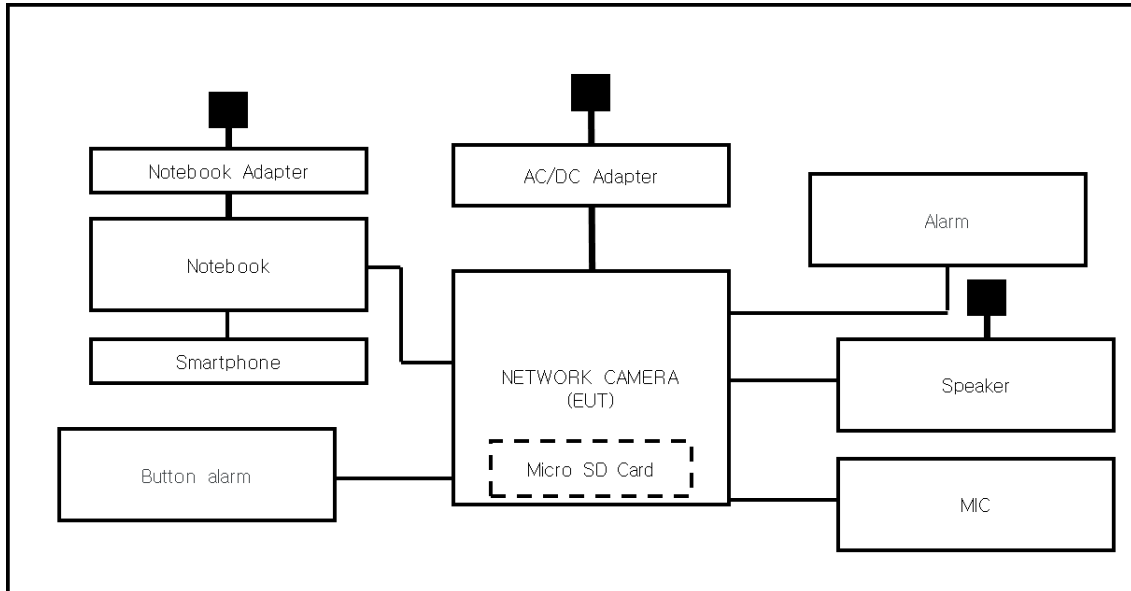 Notebook Adapter
AC/DC Adapter
Alarm
Notebook
Smartphone
NETWORK CAMERA
(EUT)
Speaker
Button alarm
Micro SD Card
MIC